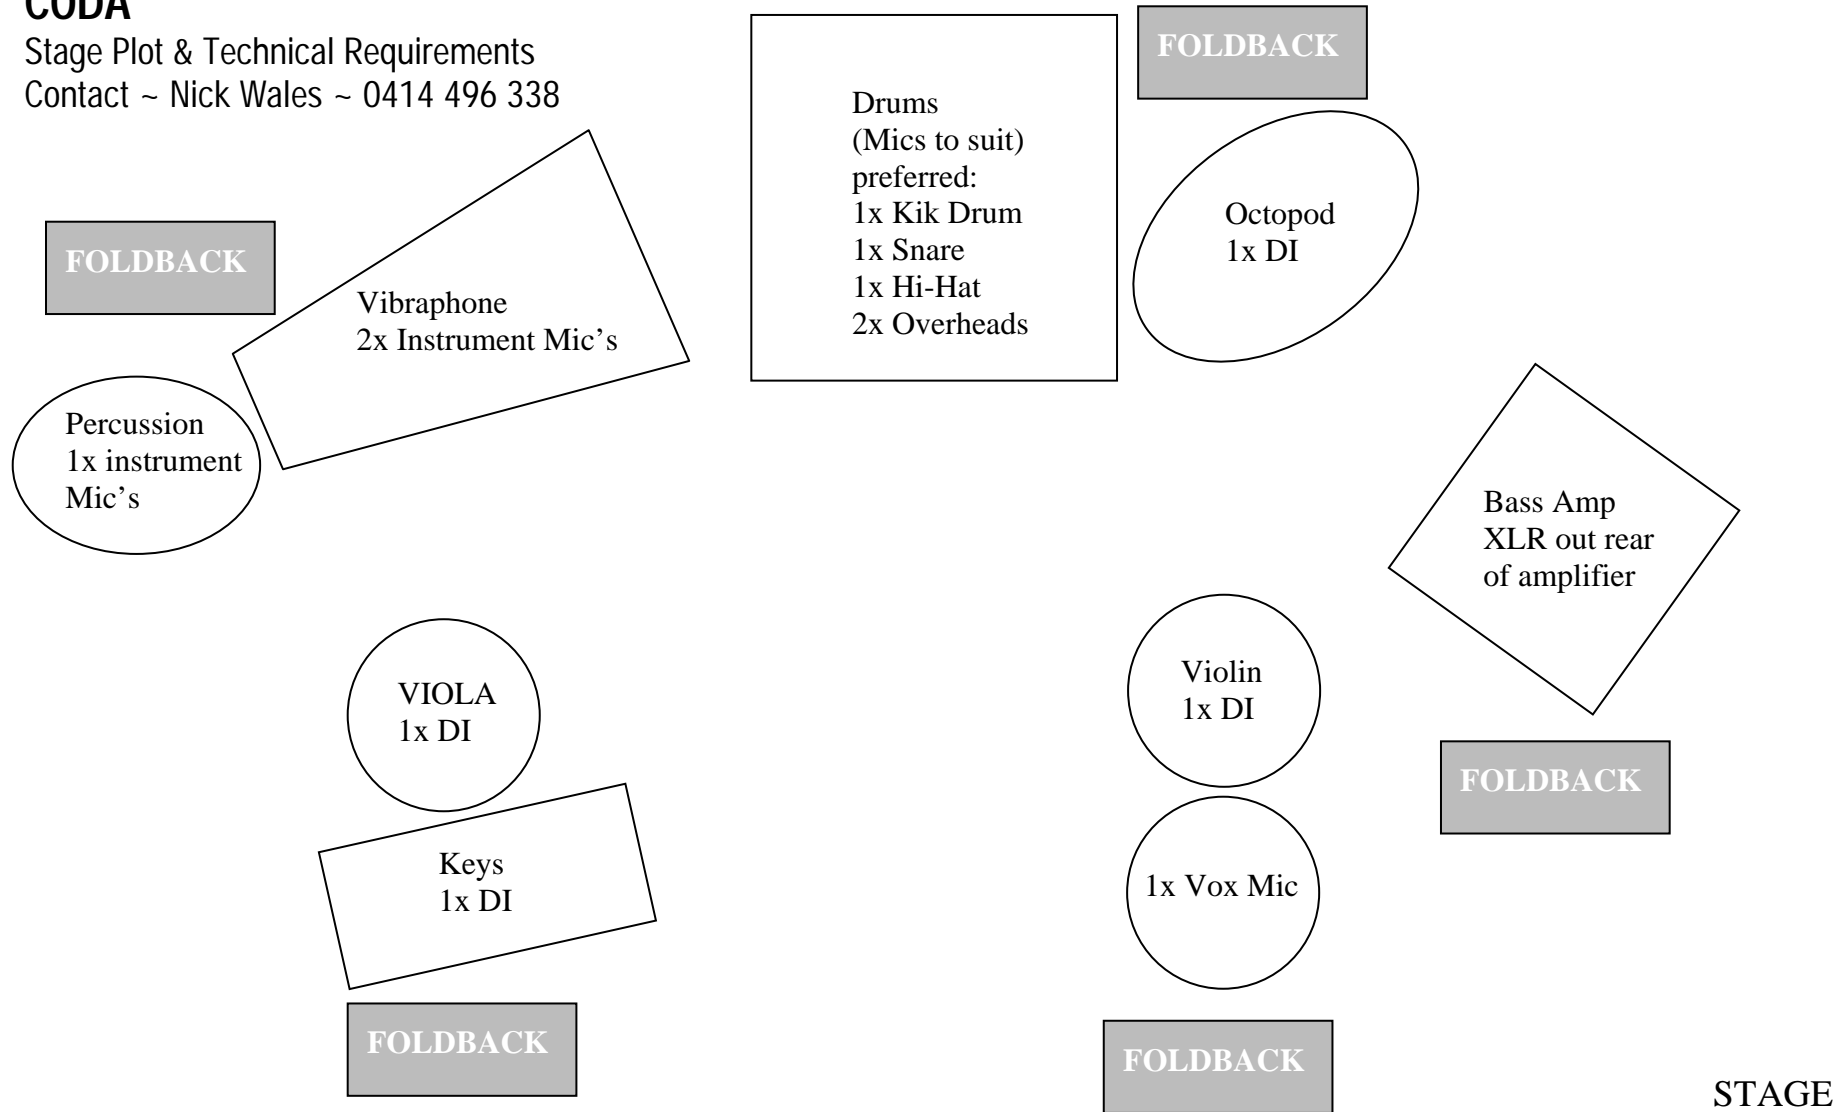 CODA
Stage Plot & Technical Requirements
Contact ~ Nick Wales ~ 0414 496 338
FOLDBACK
Drums
(Mics to suit)
preferred:
1x Kik Drum
1x Snare
1x Hi-Hat
2x Overheads
Octopod
1x DI
FOLDBACK
Vibraphone
2x Instrument Mic’s
Percussion
1x instrument
Mic’s
Bass Amp
XLR out rear
of amplifier
VIOLA
1x DI
Violin
1x DI
FOLDBACK
Keys
1x DI
1x Vox Mic
FOLDBACK
FOLDBACK
STAGE